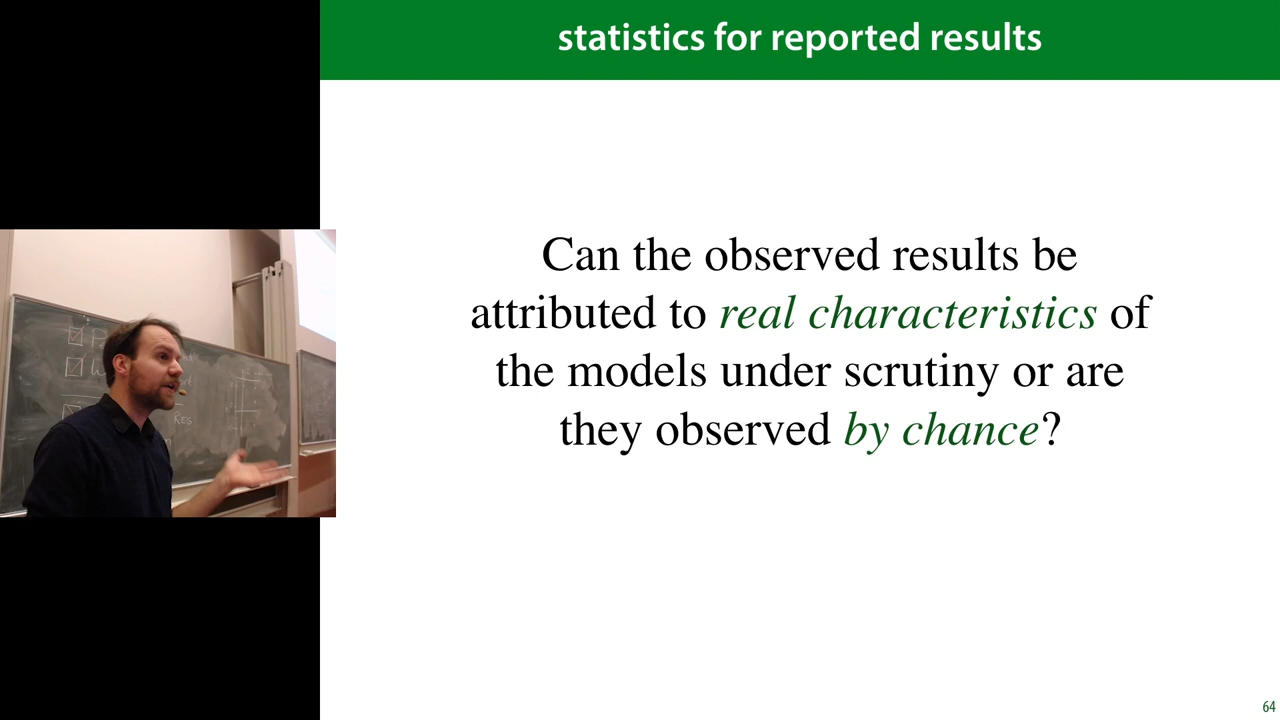 statistics for reported results
Can the observed results be
attributed to real characteristics of
the models under scrutiny or are
they observed by chance?
64